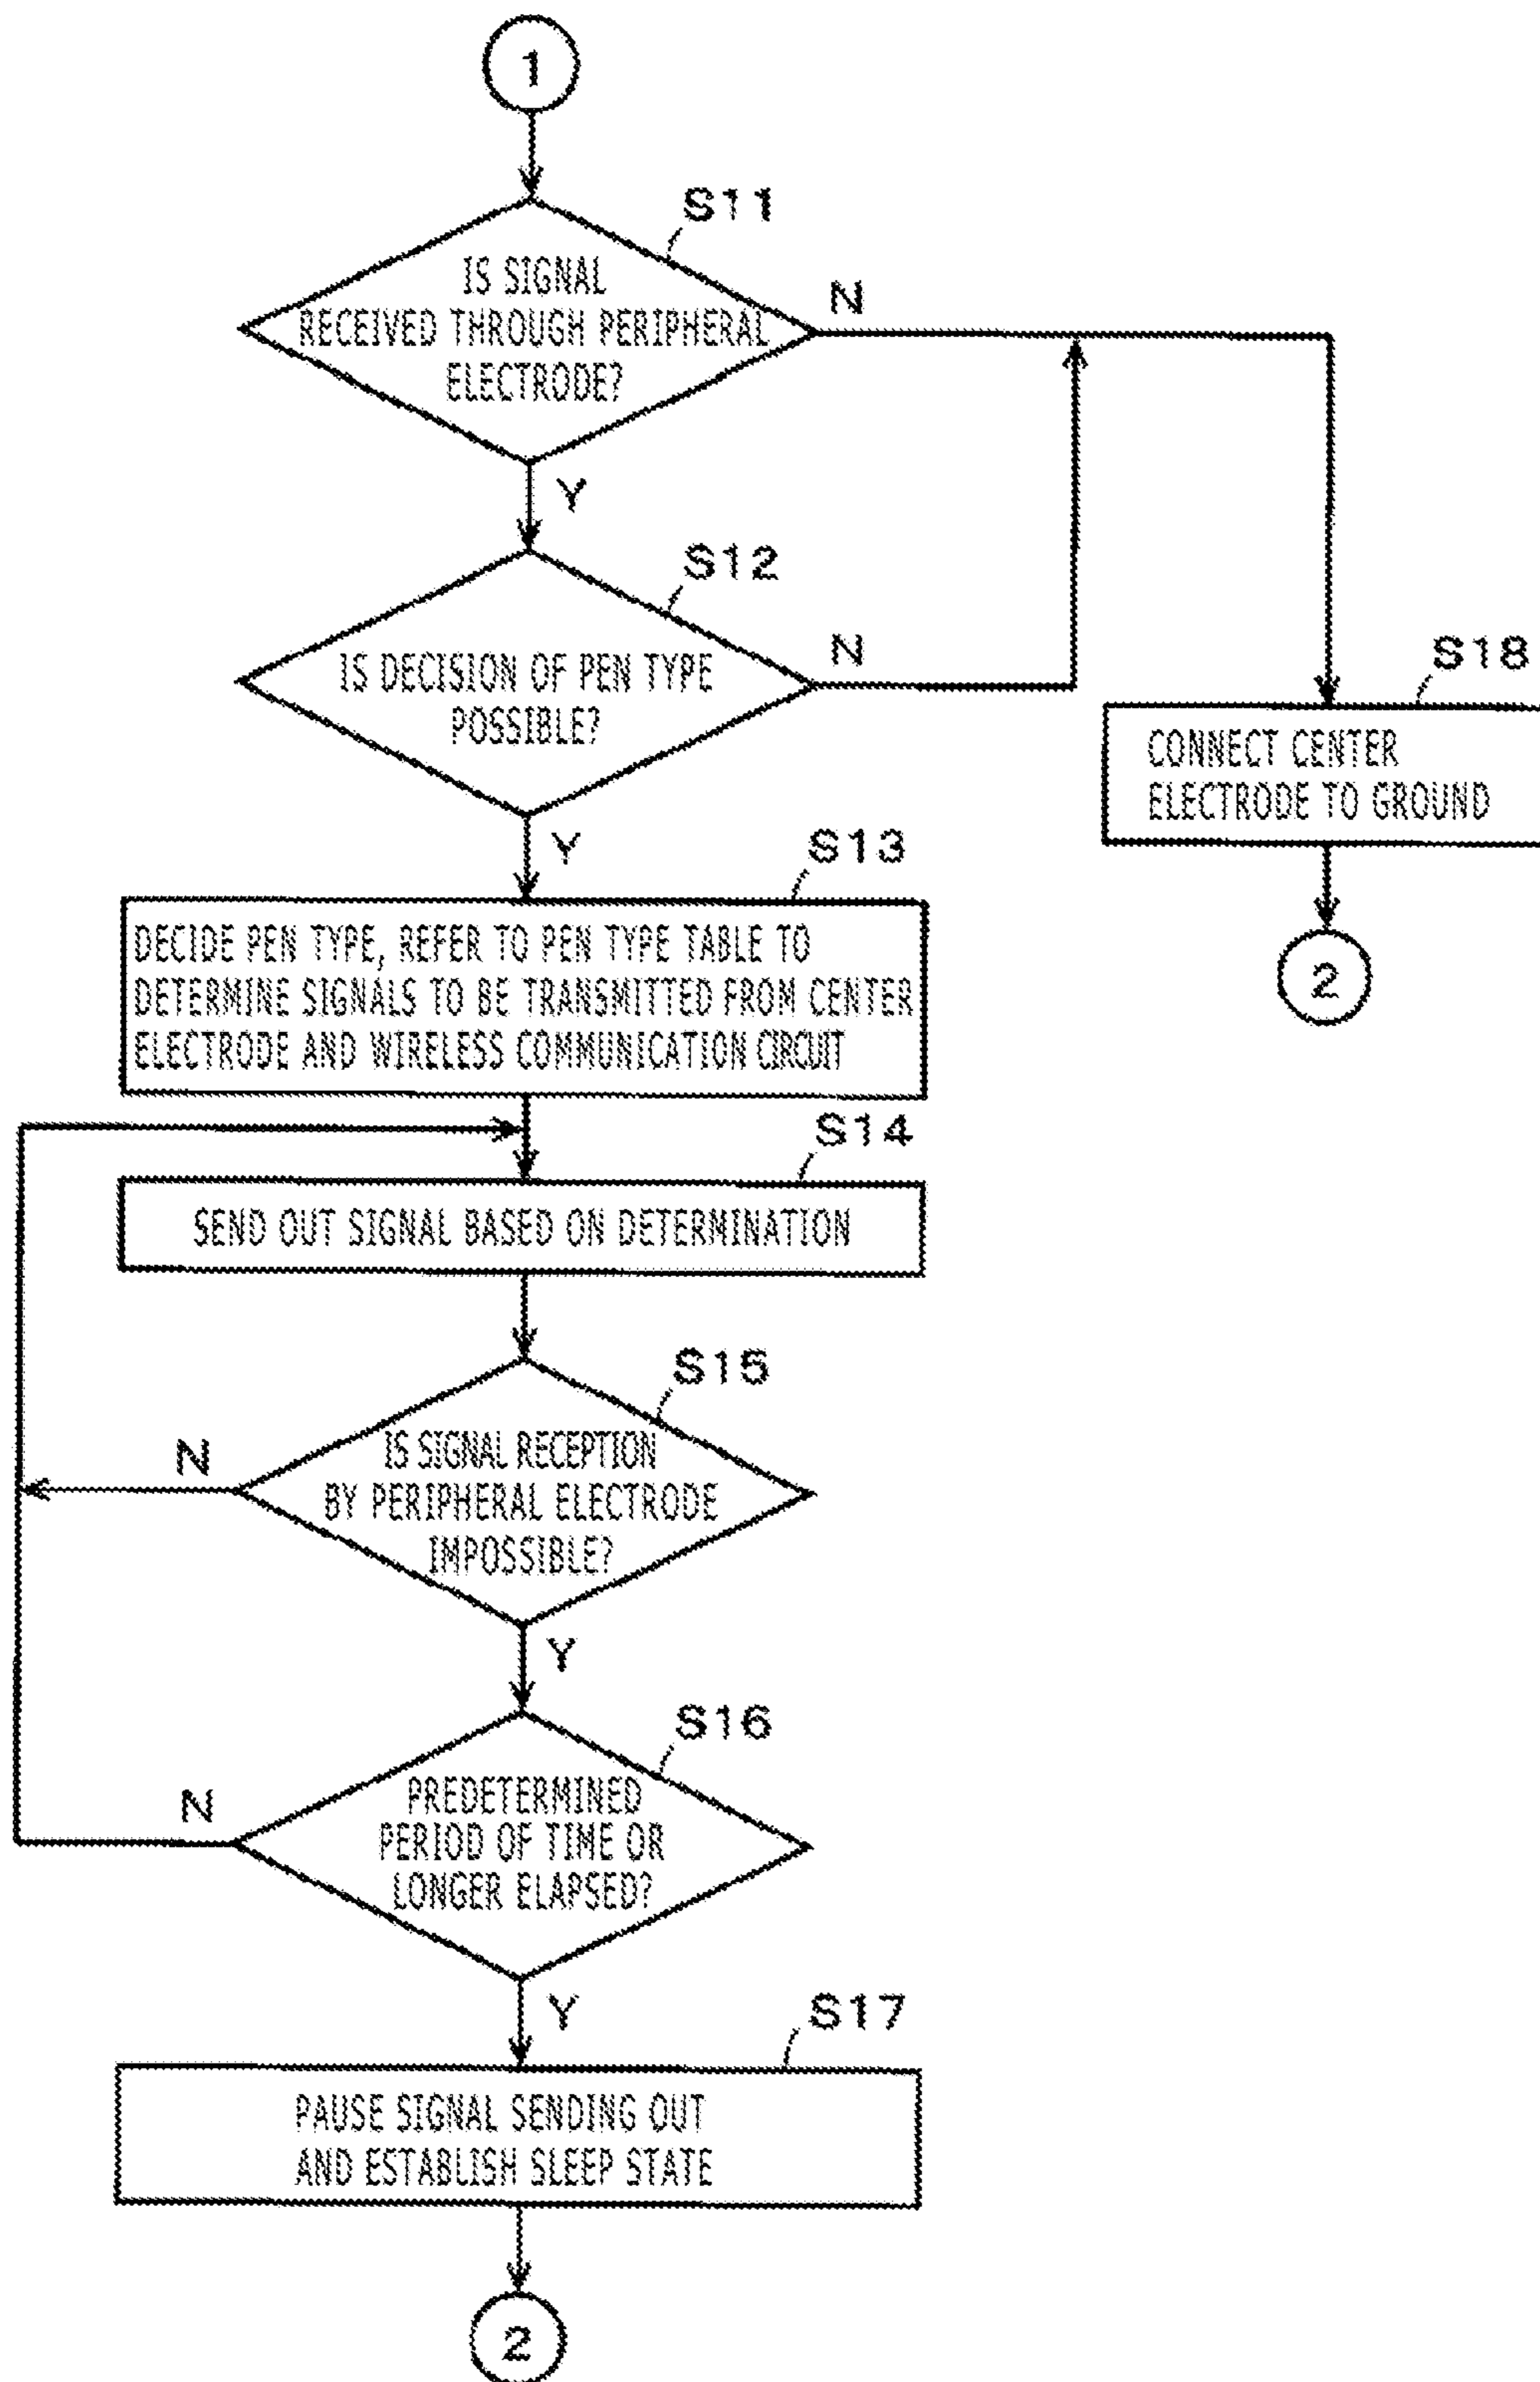 1
S11
IS SIGNAL
RECEIVED THROUGH PERIPHERAL
ELECTRODE?
N
Y
S12
IS DECISION OF PEN TYPE
POSSIBLE?
N
Y
S18
CONNECT CENTER
ELECTRODE TO GROUND
2
S13
DECIDE PEN TYPE, REFER TO PEN TYPE TABLE TO
DETERMINE SIGNALS TO BE TRANSMITTED FROM CENTER
ELECTRODE AND WIRELESS COMMUNICATION CIRCUIT
S14
SEND OUT SIGNAL BASED ON DETERMINATION
S15
IS SIGNAL RECEPTION
BY PERIPHERAL ELECTRODE
IMPOSSIBLE?
N
Y
S16
PREDETERMINED
PERIOD OF TIME OR
LONGER ELAPSED?
N
Y
S17
PAUSE SIGNAL SENDING OUT
AND ESTABLISH SLEEP STATE
2